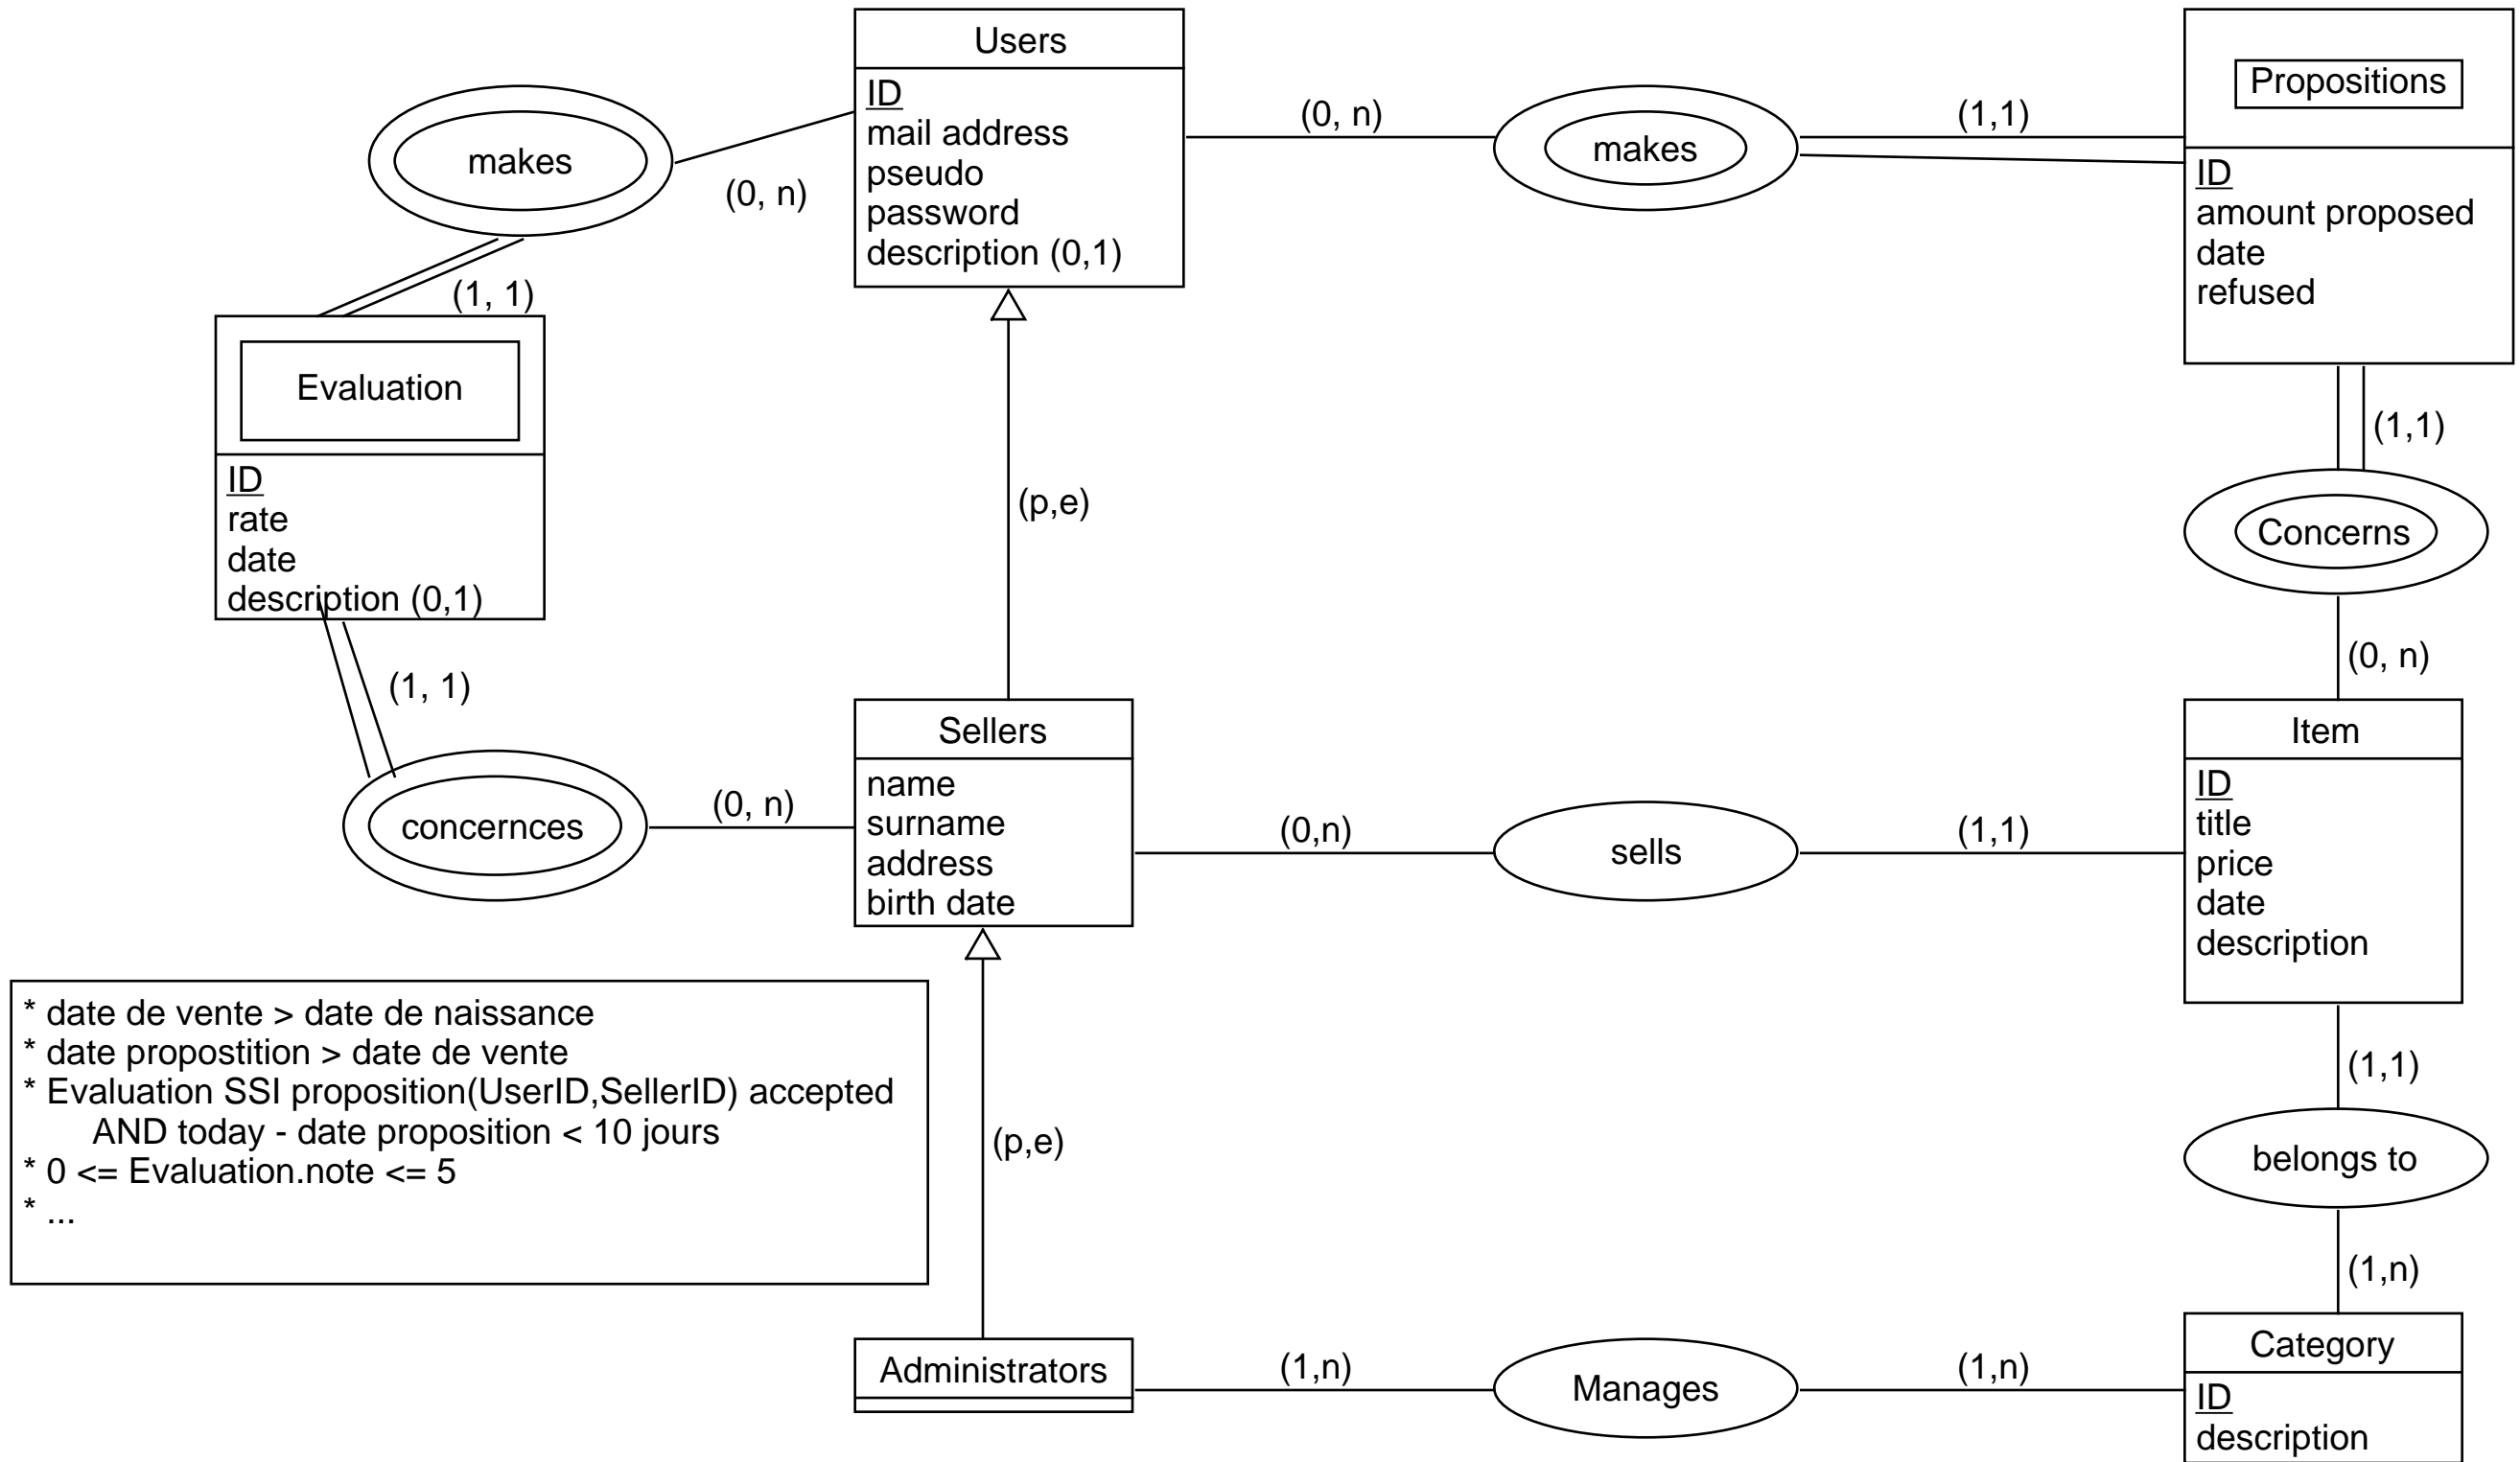 Users
ID
mail address
pseudo
password
description (0,1)
makes
(0, n)
(1, 1)
(0, n)
makes
(1,1)
Propositions
ID
amount proposed
date
refused
Evaluation
ID
rate
date
description (0,1)
(1, 1)
concernces
(0, n)
(p,e)
(1,1)
Concerns
(0, n)
Sellers
name
surname
address
birth date
(0,n)
sells
(1,1)
Item
ID
title
price
date
description
* date de vente > date de naissance
* date propostition > date de vente
* Evaluation SSI proposition(UserID,SellerID) accepted
AND today - date proposition < 10 jours
* 0 <= Evaluation.note <= 5
* ...
(p,e)
(1,1)
belongs to
(1,n)
Administrators
(1,n)
Manages
(1,n)
Category
ID
description